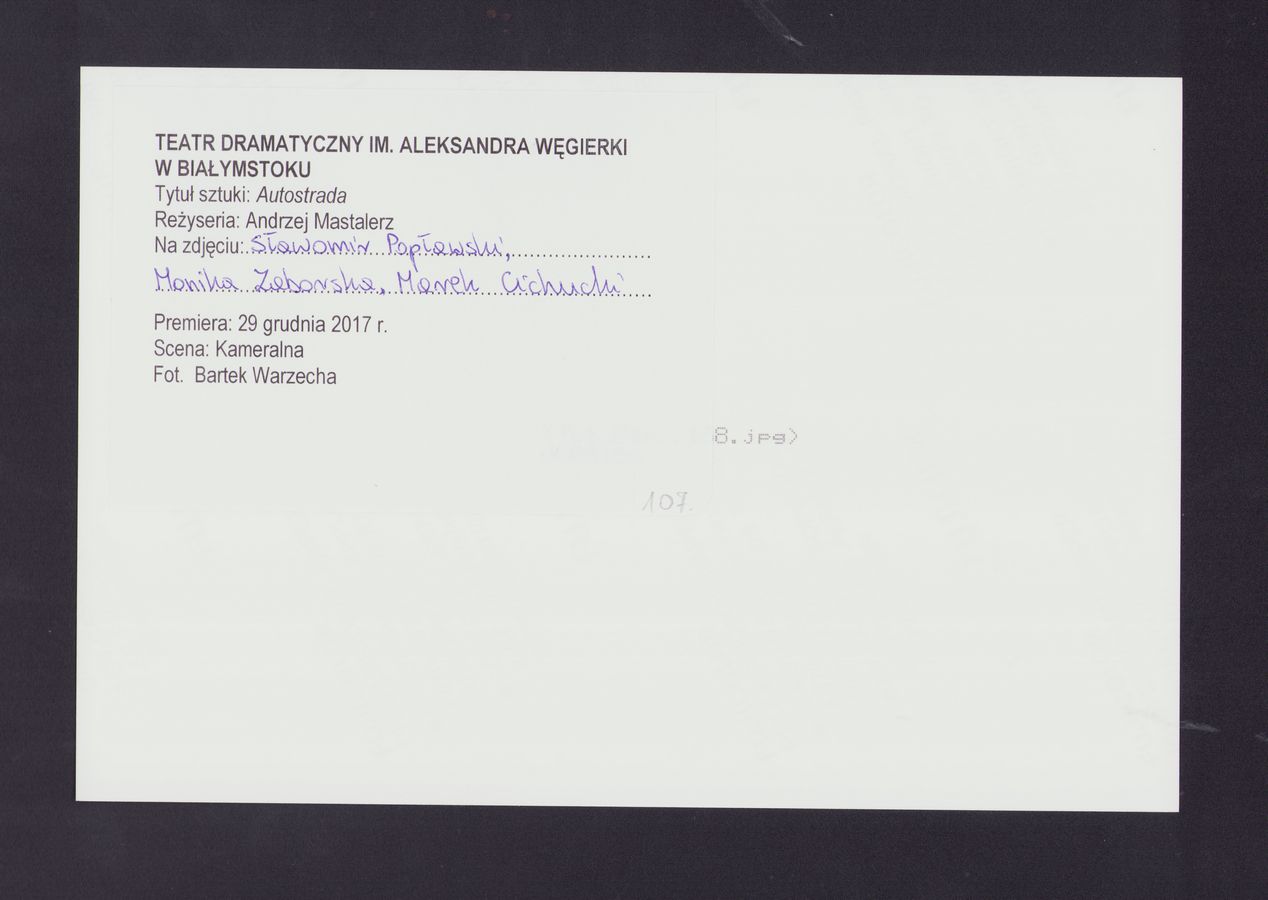 TEATR DRAMATYCZNY IM. ALEKSANDRA WĘGIERKI
W BIAŁYMSTOKU
Tytuł sztuki: Autostrada
Reżyseria: Andrzej Mastalerz
Na zdjęciu: Sławomir Popławski,
Monika Zaborska, Marek Cichucki
Premiera: 29 grudnia 2017 r.
Scena: Kameralna
Fot. Bartek Warzecha
8.jpg)
107.